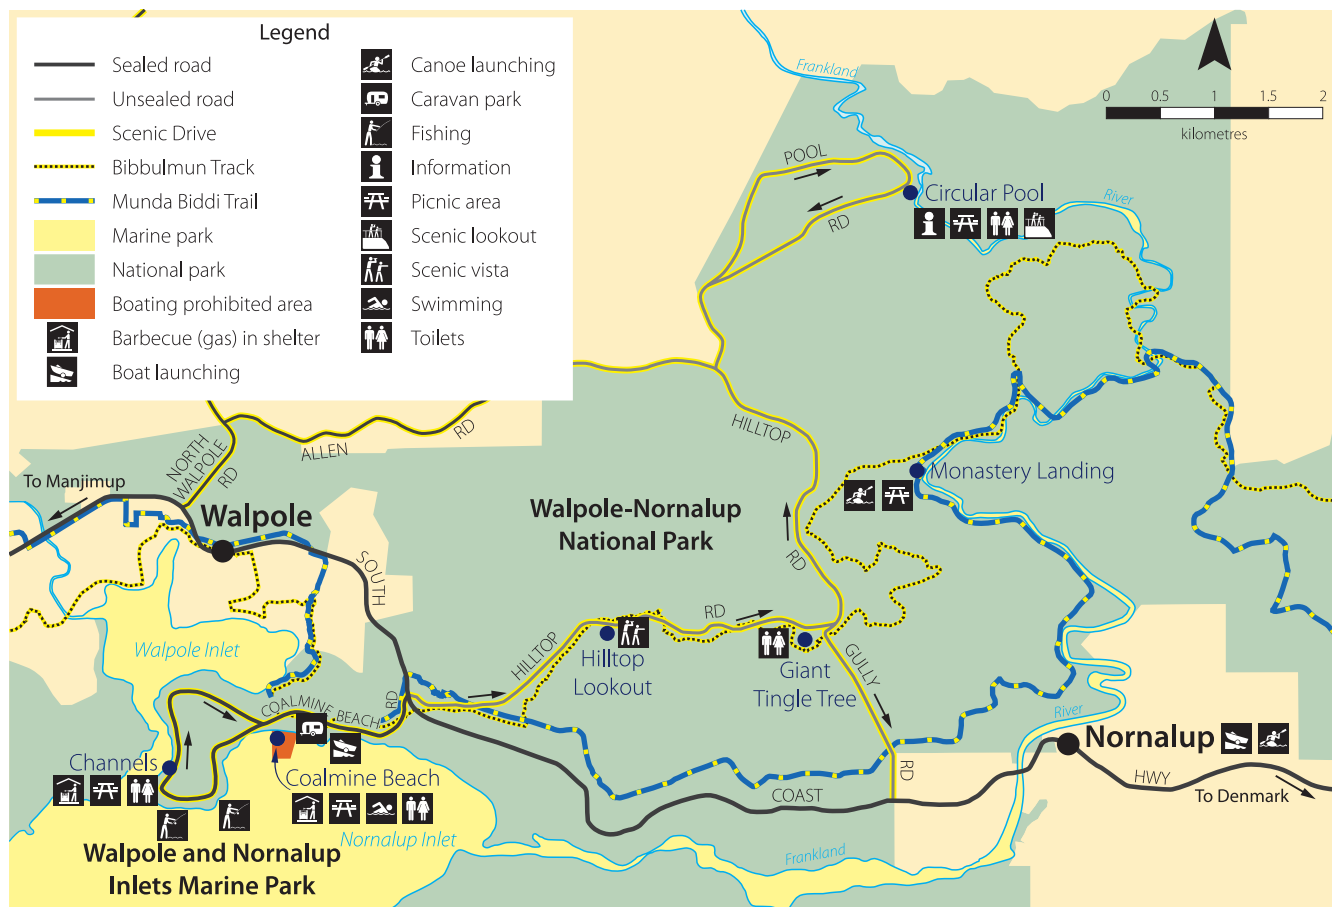 Legend
Sealed road
Unsealed road
Scenic Drive
Bibbulmun Track
Munda Biddi Trail
Marine park
National park
Boating prohibited area
Barbecue (gas) in shelter
Boat launching
Canoe launching
Caravan park
Fishing
Information
Picnic area
Scenic lookout
Scenic vista
Swimming
Toilets
Frankland
0 0.5 1 1.5 2
kilometres
POOL
RD
Circular Pool
River
HILLTOP
RD
NORTH
WALPOLE
RD
ALLEN
RD
To Manjimup
Walpole
SOUTH
Walpole-Nornalup
National Park
Monastery Landing
Walpole Inlet
HILLTOP
RD
Hilltop
Lookout
Giant
Tingle Tree
GULLY
RD
COALMINE BEACH
RD
Channels
Coalmine Beach
Nornalup Inlet
Walpole and Nornalup
Inlets Marine Park
COAST
River
Nornalup
HWY
To Denmark
Frankland